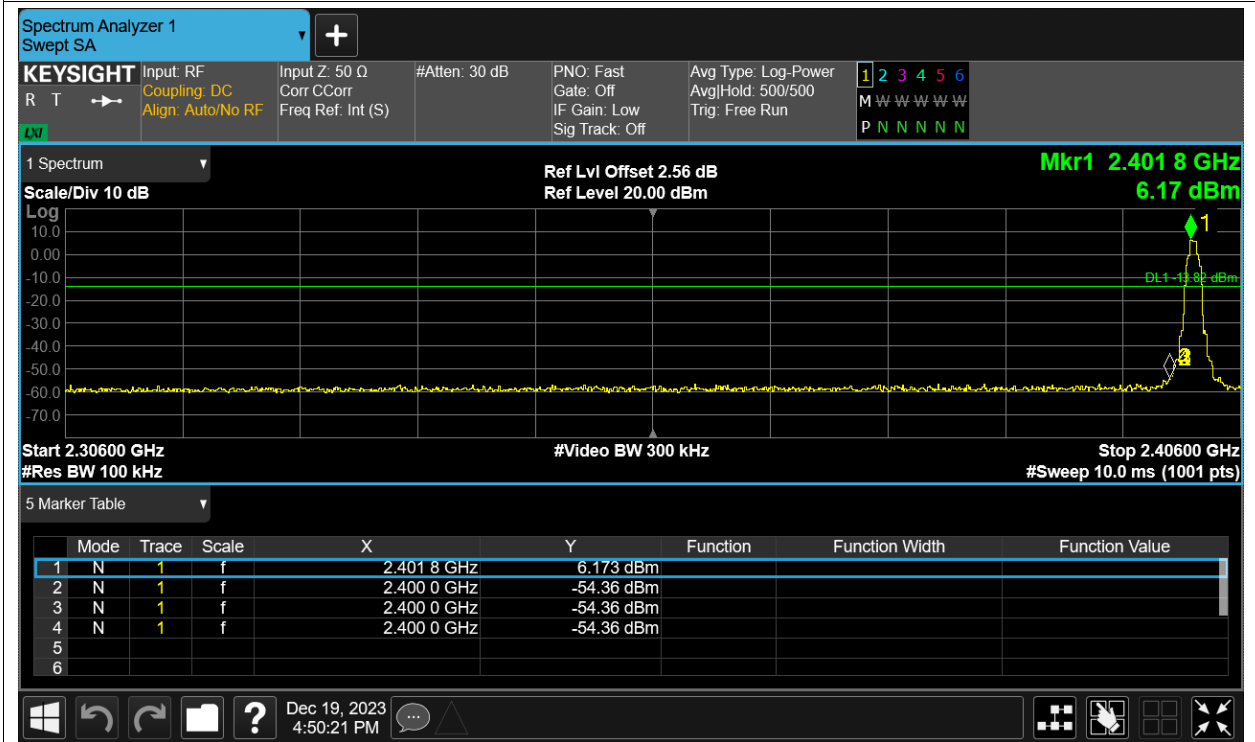 Spectrum Analyzer 1
Swept SA
+
KEYSIGHT Input: RF Input Z: 50 Ω #Atten: 30 dB PNO: Fast Avg Type: Log-Power 1 2 3 4 5 6
R T Coupling: DC Corr CCorr Gate: Off Avg|Hold: 500/500 M W W W W W
Align: Auto/No RF Freq Ref: Int (S) IF Gain: Low Trig: Free Run
LXI Sig Track: Off P N N N N N
1 Spectrum Ref Lvl Offset 2.56 dB Mkr1 2.401 8 GHz
Scale/Div 10 dB Ref Level 20.00 dBm 6.17 dBm
Log
1
10.0
0.00
-10.0 DL1 -13.82 dBm
-20.0
-30.0
-40.0
-50.0
-60.0
-70.0
Start 2.30600 GHz #Video BW 300 kHz Stop 2.40600 GHz
#Res BW 100 kHz #Sweep 10.0 ms (1001 pts)
5 Marker Table
Mode Trace Scale X Y Function Function Width Function Value
1 N 1 f 2.401 8 GHz 6.173 dBm
2 N 1 f 2.400 0 GHz -54.36 dBm
3 N 1 f 2.400 0 GHz -54.36 dBm
4 N 1 f 2.400 0 GHz -54.36 dBm
5
6
? Dec 19, 2023
4:50:21 PM